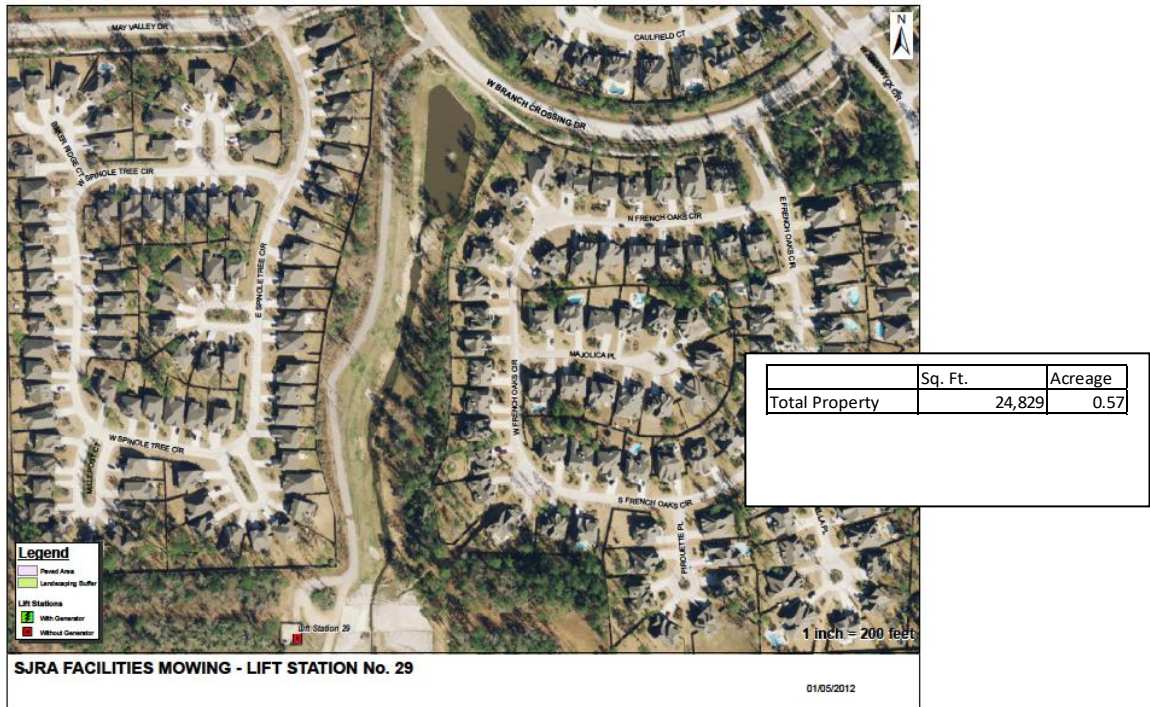 MAY VALLEY DR
CAULFIELD CT
N
W BRANCH CROSSING DR
W SPINDLE TREE CIR
N FRENCH OAKS CIR
E FRENCH OAKS CIR
E SPINDLE TREE CIR
MAJOLICA PL
W FRENCH OAKS CIR
Sq. Ft. Acreage
Total Property 24,829 0.57
W SPINDLE TREE CIR
MILLEPOST CT
S FRENCH OAKS CIR
PIROUETTE PL
Legend
Paved Area
Landscaping Buffer
Lift Stations
With Generator
Without Generator
Lift Station 29
1 inch = 200 feet
SJRA FACILITIES MOWING - LIFT STATION No. 29
01/05/2012